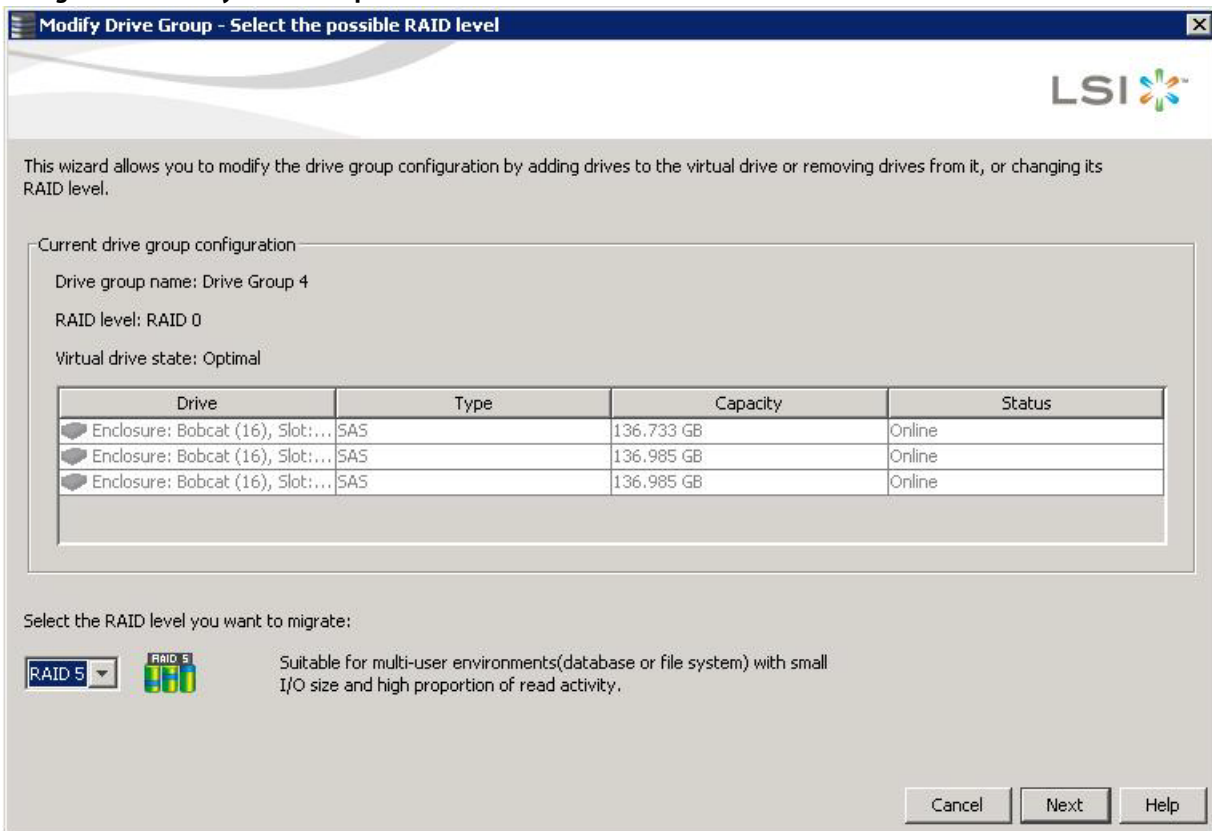 Modify Drive Group - Select the possible RAID level
LSI
This wizard allows you to modify the drive group configuration by adding drives to the virtual drive or removing drives from it, or changing its
RAID level.
Current drive group configuration
Drive group name: Drive Group 4
RAID level: RAID 0
Virtual drive state: Optimal
Drive Type Capacity Status
Enclosure: Bobcat (16), Slot:... SAS 136.733 GB Online
Enclosure: Bobcat (16), Slot:... SAS 136.985 GB Online
Enclosure: Bobcat (16), Slot:... SAS 136.985 GB Online
Select the RAID level you want to migrate:
RAID 5
RAID 5
Suitable for multi-user environments(database or file system) with small
I/O size and high proportion of read activity.
Cancel Next Help